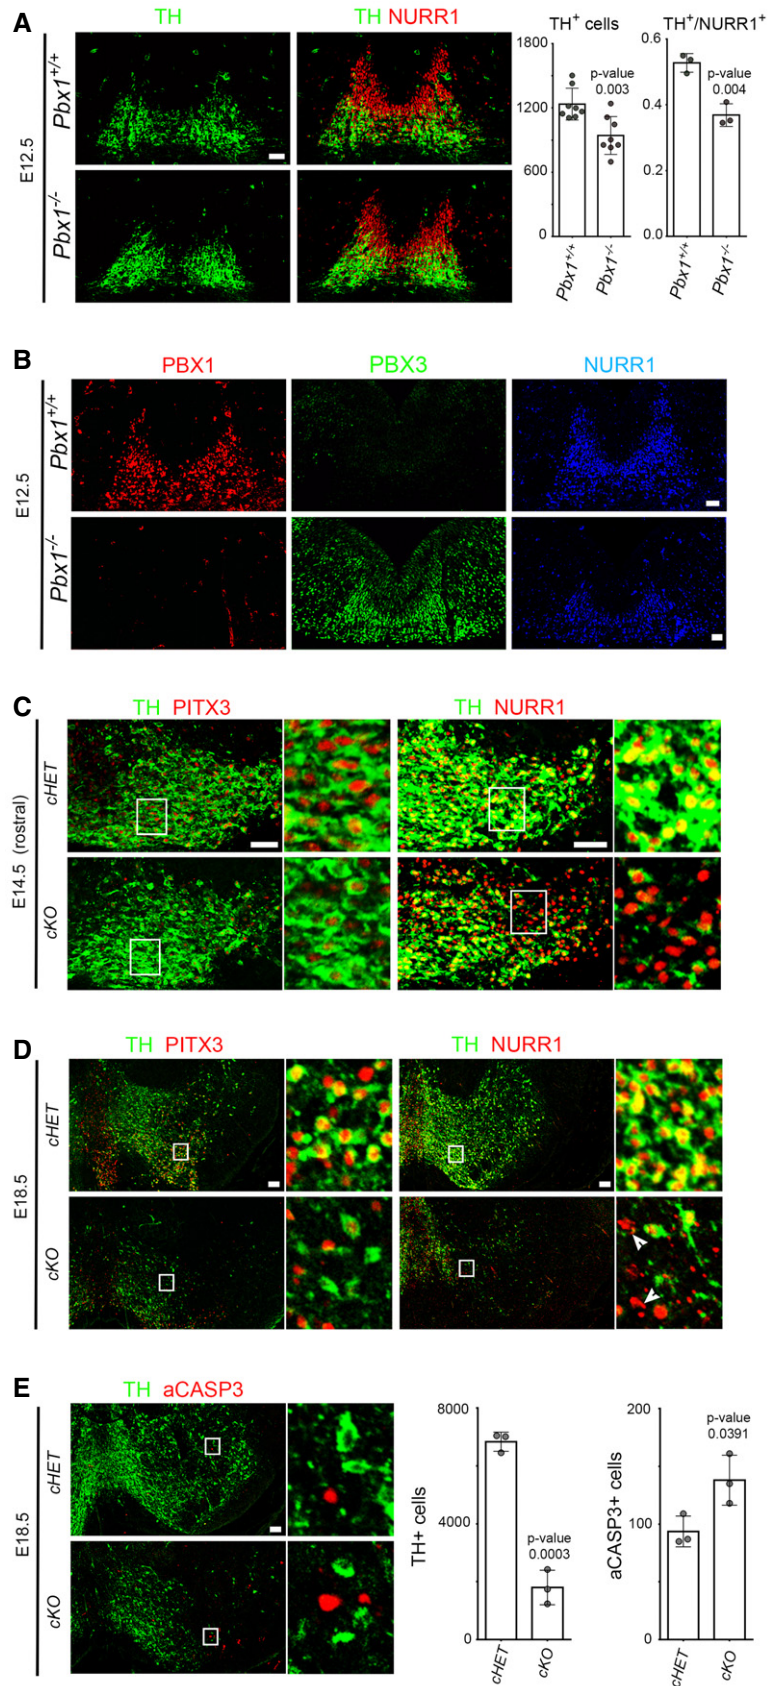 A
TH
TH NURR1
TH+ cells
TH+/NURR1+
E12.5
Pbx1+/+
Pbx1-/-
1800
1200
600
0
p-value
0.003
Pbx1+/+
Pbx1-/-
0.6
0.4
0.2
0.0
p-value
0.004
Pbx1+/+
Pbx1-/-
B
PBX1
PBX3
NURR1
E12.5
Pbx1+/+
Pbx1-/-
C
TH PITX3
TH NURR1
E14.5 (rostral)
cHET
cKO
D
TH PITX3
TH NURR1
E18.5
cHET
cKO
E
TH aCASP3
E18.5
cHET
cKO
TH+ cells
8000
4000
0
p-value
0.0003
cHET
cKO
aCASP3+ cells
200
100
0
p-value
0.0391
cHET
cKO